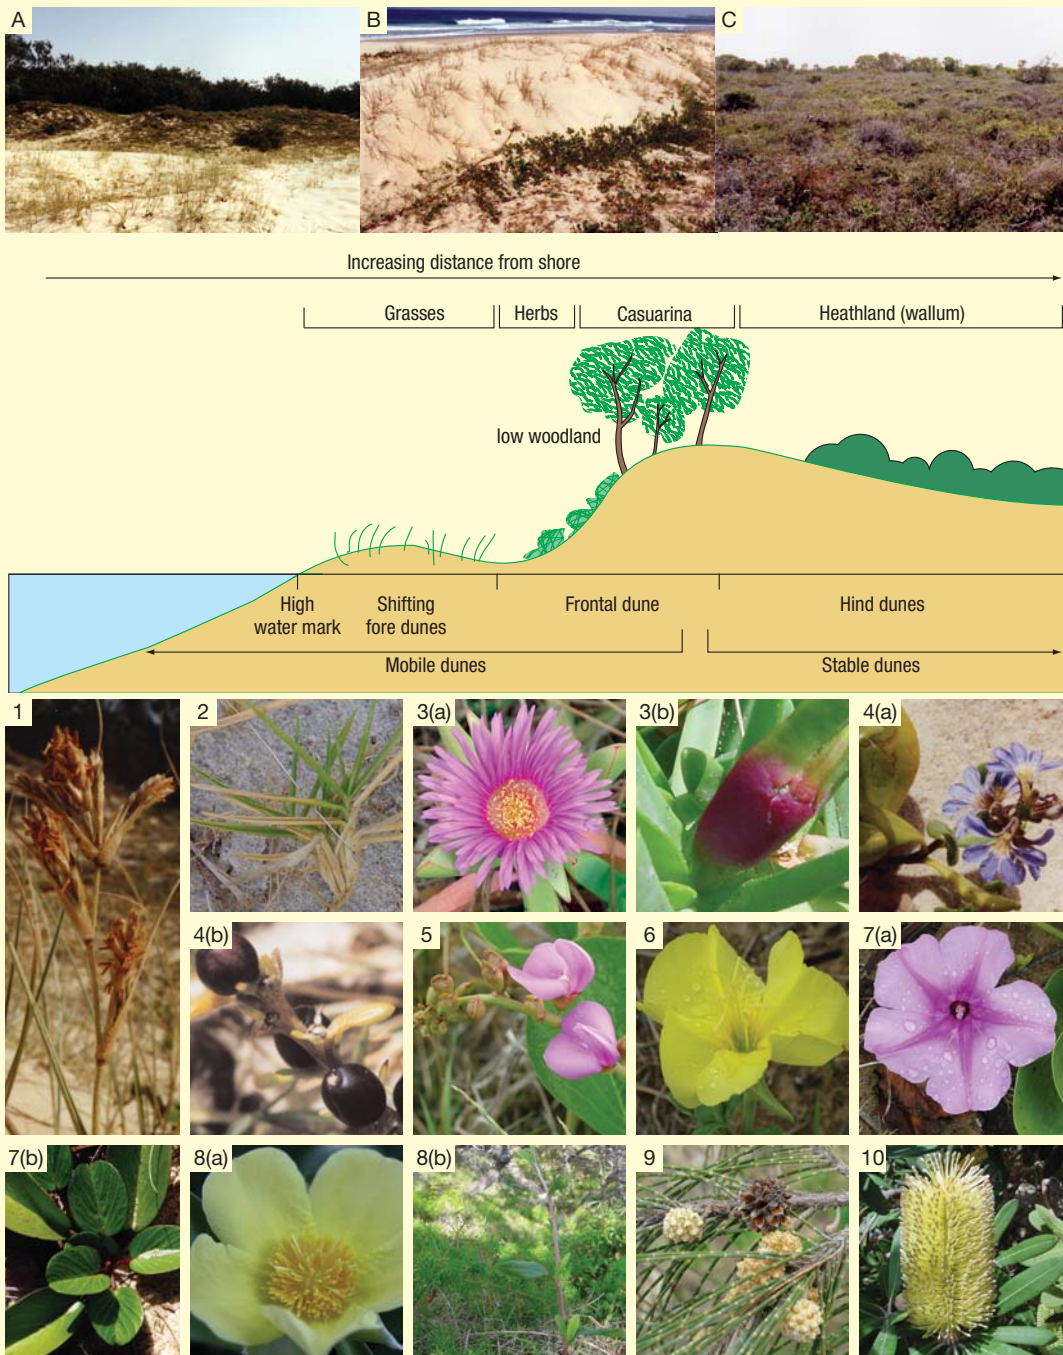 A
B
C
Increasing distance from shore
Grasses
Herbs
Casuarina
Heathland (wallum)
low woodland
High
water mark
Shifting
fore dunes
Frontal dune
Hind dunes
Mobile dunes
Stable dunes
1
2
3(a)
3(b)
4(a)
4(b)
5
6
7(a)
7(b)
8(a)
8(b)
9
10